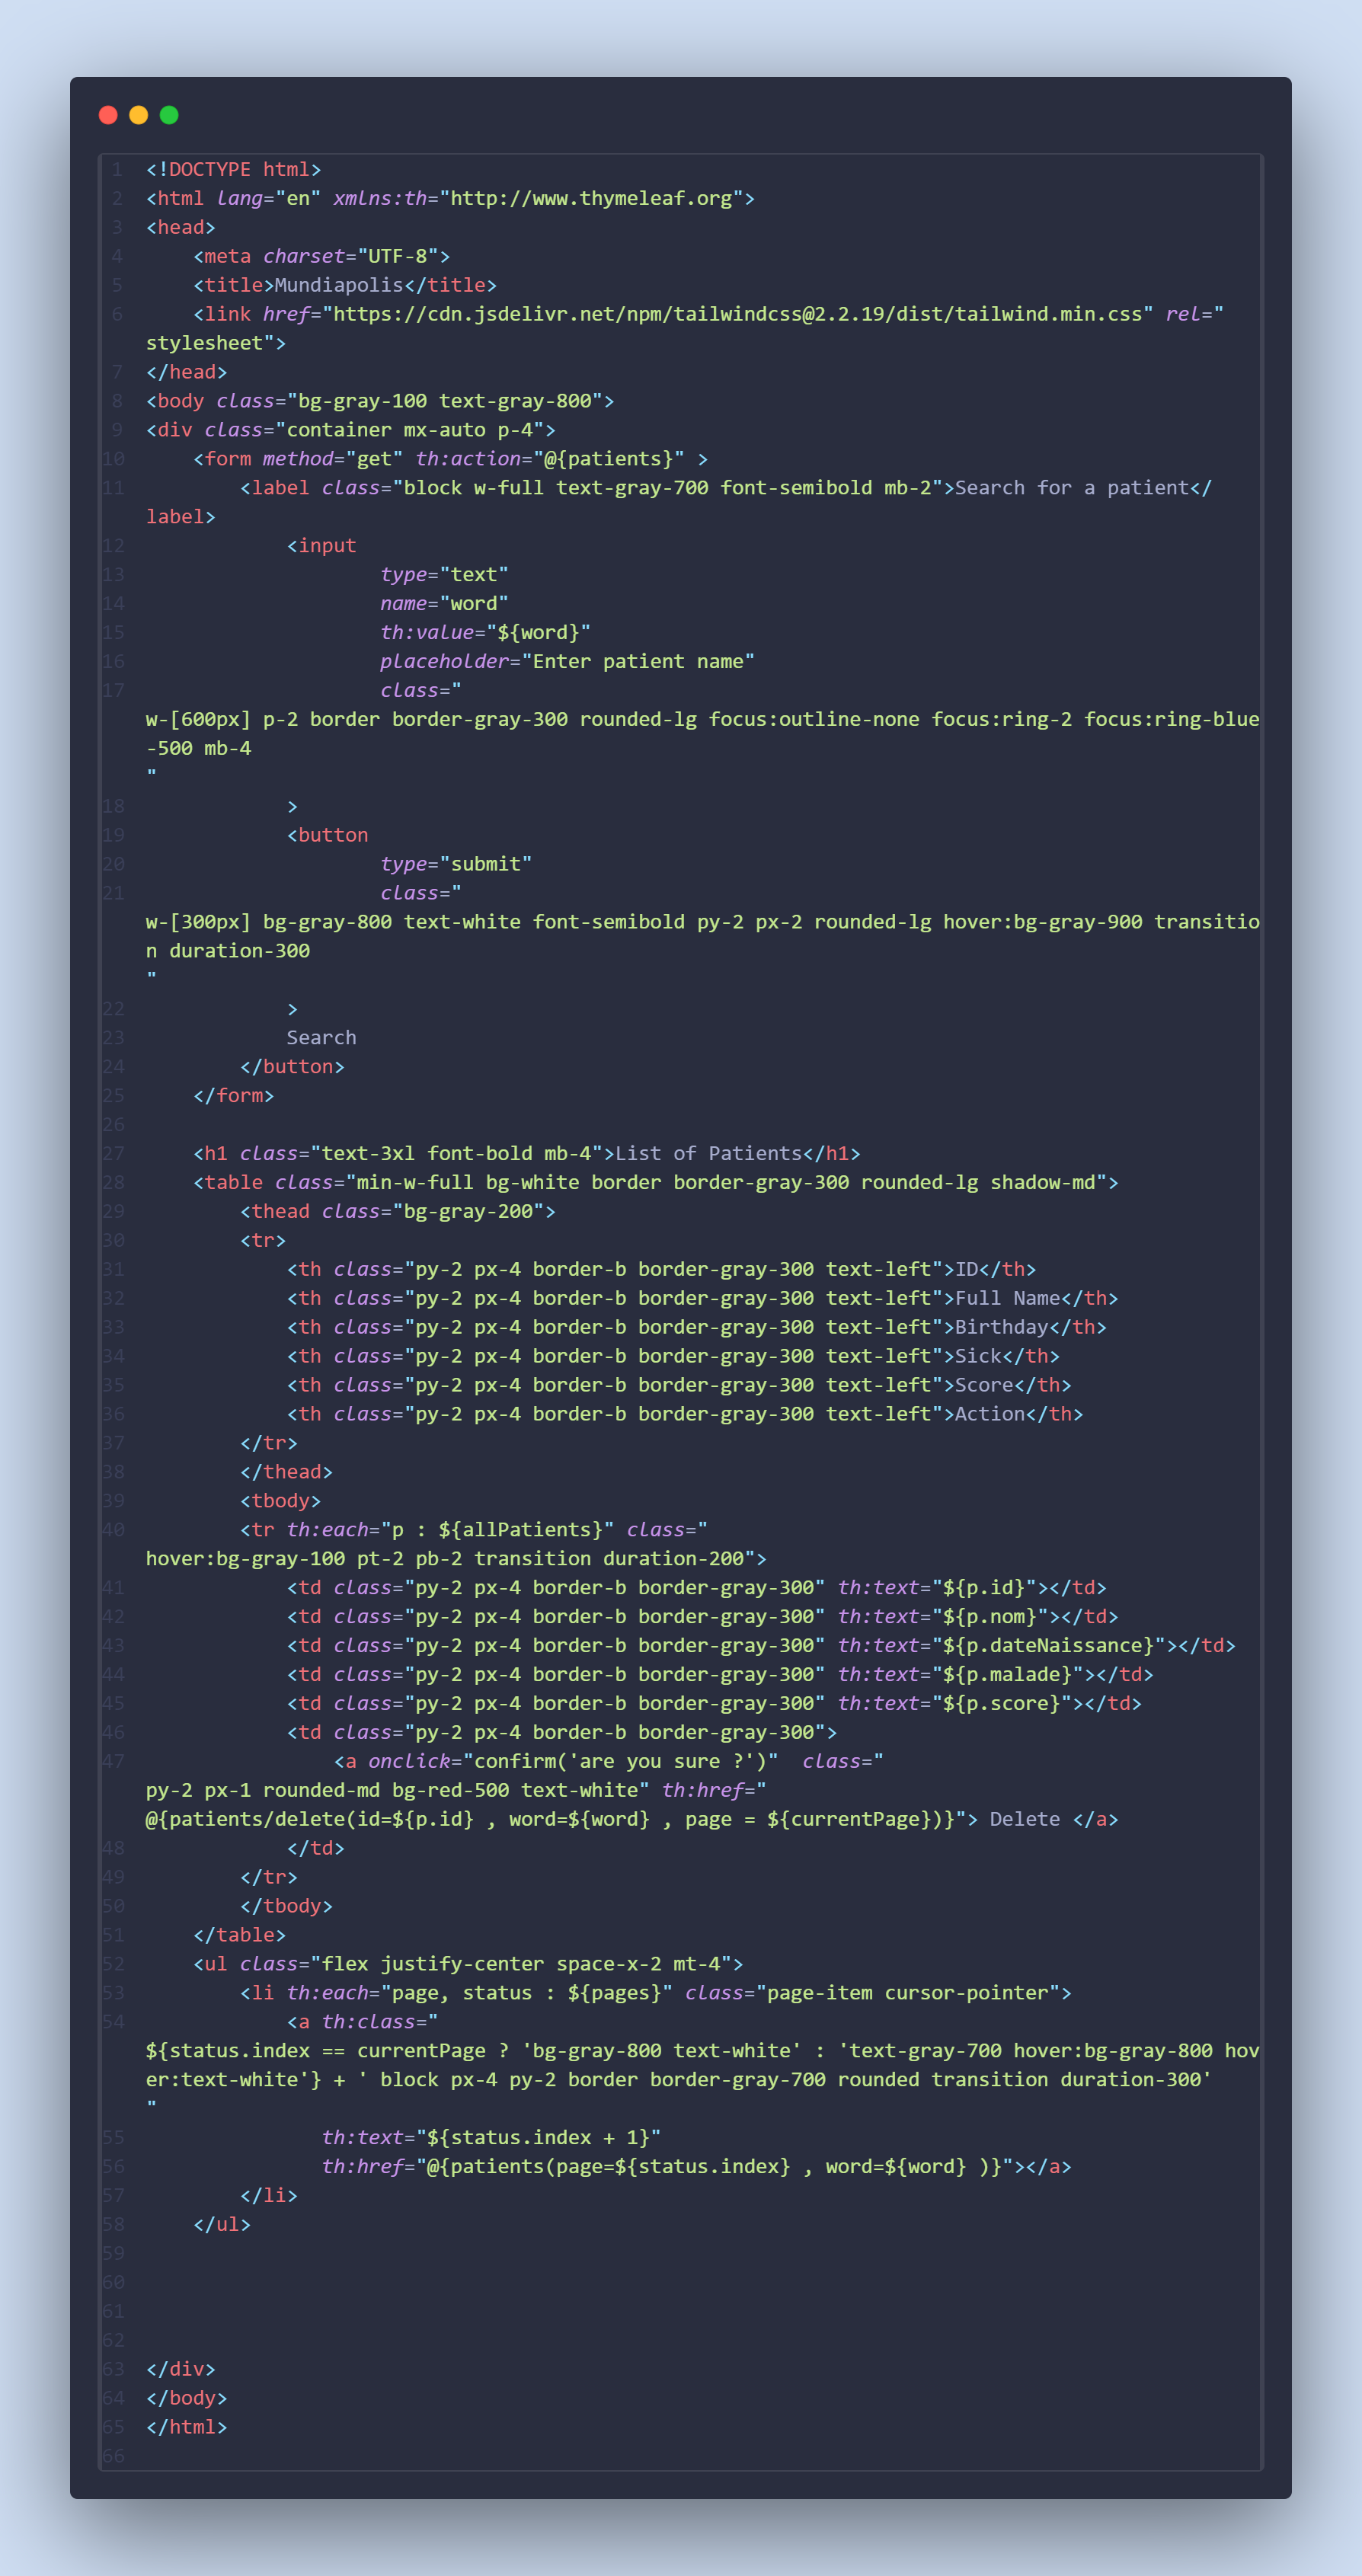 1 <!DOCTYPE html>
2 <html lang="en" xmlns:th="http://www.thymeleaf.org">
3 <head>
4     <meta charset="UTF-8">
5     <title>Mundiapolis</title>
6     <link href="https://cdn.jsdelivr.net/npm/tailwindcss@2.2.19/dist/tailwind.min.css" rel="
stylesheet">
7 </head>
8 <body class="bg-gray-100 text-gray-800">
9 <div class="container mx-auto p-4">
10     <form method="get" th:action="@{patients}" >
11         <label class="block w-full text-gray-700 font-semibold mb-2">Search for a patient</
label>
12             <input
13                     type="text"
14                     name="word"
15                     th:value="${word}"
16                     placeholder="Enter patient name"
17                     class="
w-[600px] p-2 border border-gray-300 rounded-lg focus:outline-none focus:ring-2 focus:ring-blue
-500 mb-4
"
18             >
19             <button
20                     type="submit"
21                     class="
w-[300px] bg-gray-800 text-white font-semibold py-2 px-2 rounded-lg hover:bg-gray-900 transitio
n duration-300
"
22             >
23             Search
24         </button>
25     </form>
26
27     <h1 class="text-3xl font-bold mb-4">List of Patients</h1>
28     <table class="min-w-full bg-white border border-gray-300 rounded-lg shadow-md">
29         <thead class="bg-gray-200">
30         <tr>
31             <th class="py-2 px-4 border-b border-gray-300 text-left">ID</th>
32             <th class="py-2 px-4 border-b border-gray-300 text-left">Full Name</th>
33             <th class="py-2 px-4 border-b border-gray-300 text-left">Birthday</th>
34             <th class="py-2 px-4 border-b border-gray-300 text-left">Sick</th>
35             <th class="py-2 px-4 border-b border-gray-300 text-left">Score</th>
36             <th class="py-2 px-4 border-b border-gray-300 text-left">Action</th>
37         </tr>
38         </thead>
39         <tbody>
40         <tr th:each="p : ${allPatients}" class="
hover:bg-gray-100 pt-2 pb-2 transition duration-200">
41             <td class="py-2 px-4 border-b border-gray-300" th:text="${p.id}"></td>
42             <td class="py-2 px-4 border-b border-gray-300" th:text="${p.nom}"></td>
43             <td class="py-2 px-4 border-b border-gray-300" th:text="${p.dateNaissance}"></td>
44             <td class="py-2 px-4 border-b border-gray-300" th:text="${p.malade}"></td>
45             <td class="py-2 px-4 border-b border-gray-300" th:text="${p.score}"></td>
46             <td class="py-2 px-4 border-b border-gray-300">
47                 <a onclick="confirm('are you sure ?')"  class="
py-2 px-1 rounded-md bg-red-500 text-white" th:href="
@{patients/delete(id=${p.id} , word=${word} , page = ${currentPage})}"> Delete </a>
48             </td>
49         </tr>
50         </tbody>
51     </table>
52     <ul class="flex justify-center space-x-2 mt-4">
53         <li th:each="page, status : ${pages}" class="page-item cursor-pointer">
54             <a th:class="
${status.index == currentPage ? 'bg-gray-800 text-white' : 'text-gray-700 hover:bg-gray-800 hov
er:text-white'} + ' block px-4 py-2 border border-gray-700 rounded transition duration-300'
"
55                th:text="${status.index + 1}"
56                th:href="@{patients(page=${status.index} , word=${word} )}"></a>
57         </li>
58     </ul>
59
60
61
62
63 </div>
64 </body>
65 </html>
66